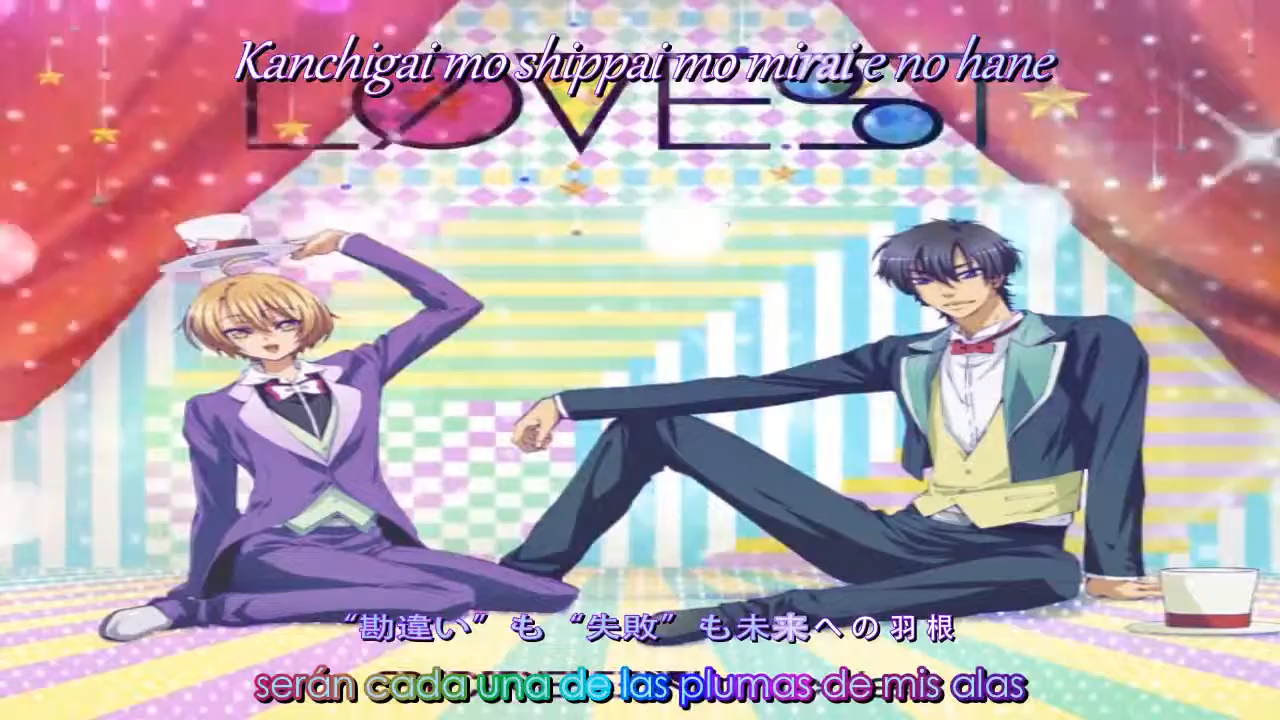 Kanchigai mo shippai mo mirai e no hane
LØVEST
“勘違い” も “失敗” も未来への羽根
serán cada una de las plumas de mis alas